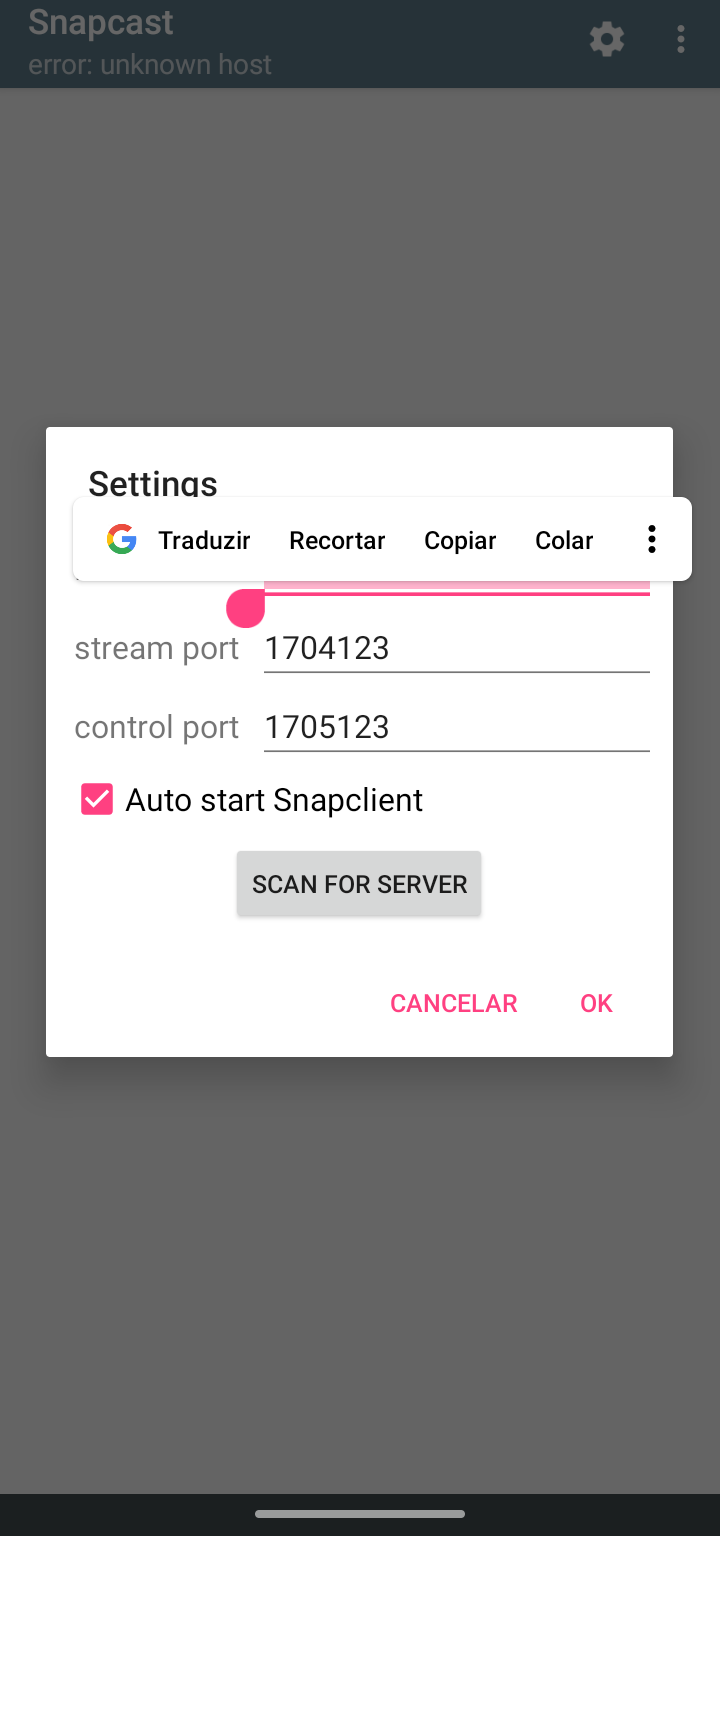 Snapcast
error: unknown host
Settings
Traduzir Recortar Copiar Colar
stream port 1704123
control port 1705123
Auto start Snapclient
SCAN FOR SERVER
CANCELAR OK